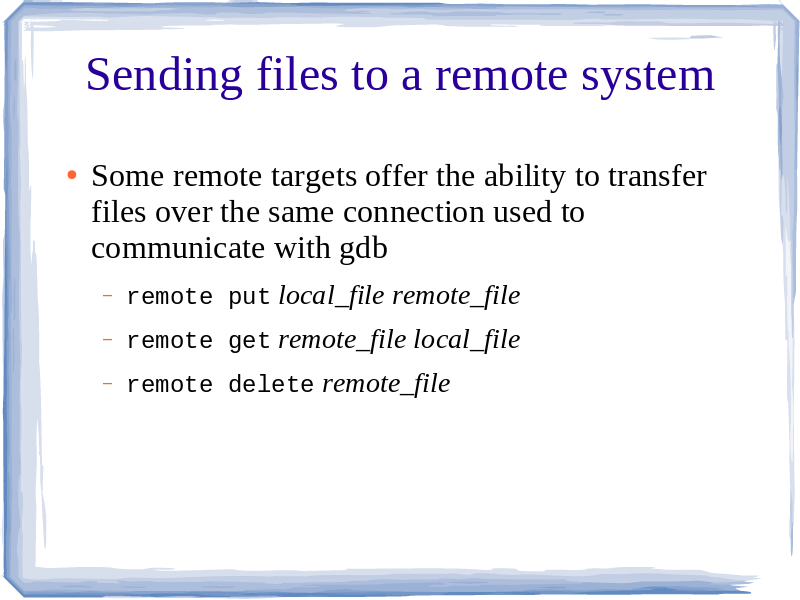 Sending files to a remote system
• Some remote targets offer the ability to transfer
files over the same connection used to
communicate with gdb
– remote put local_file remote_file
– remote get remote_file local_file
– remote delete remote_file